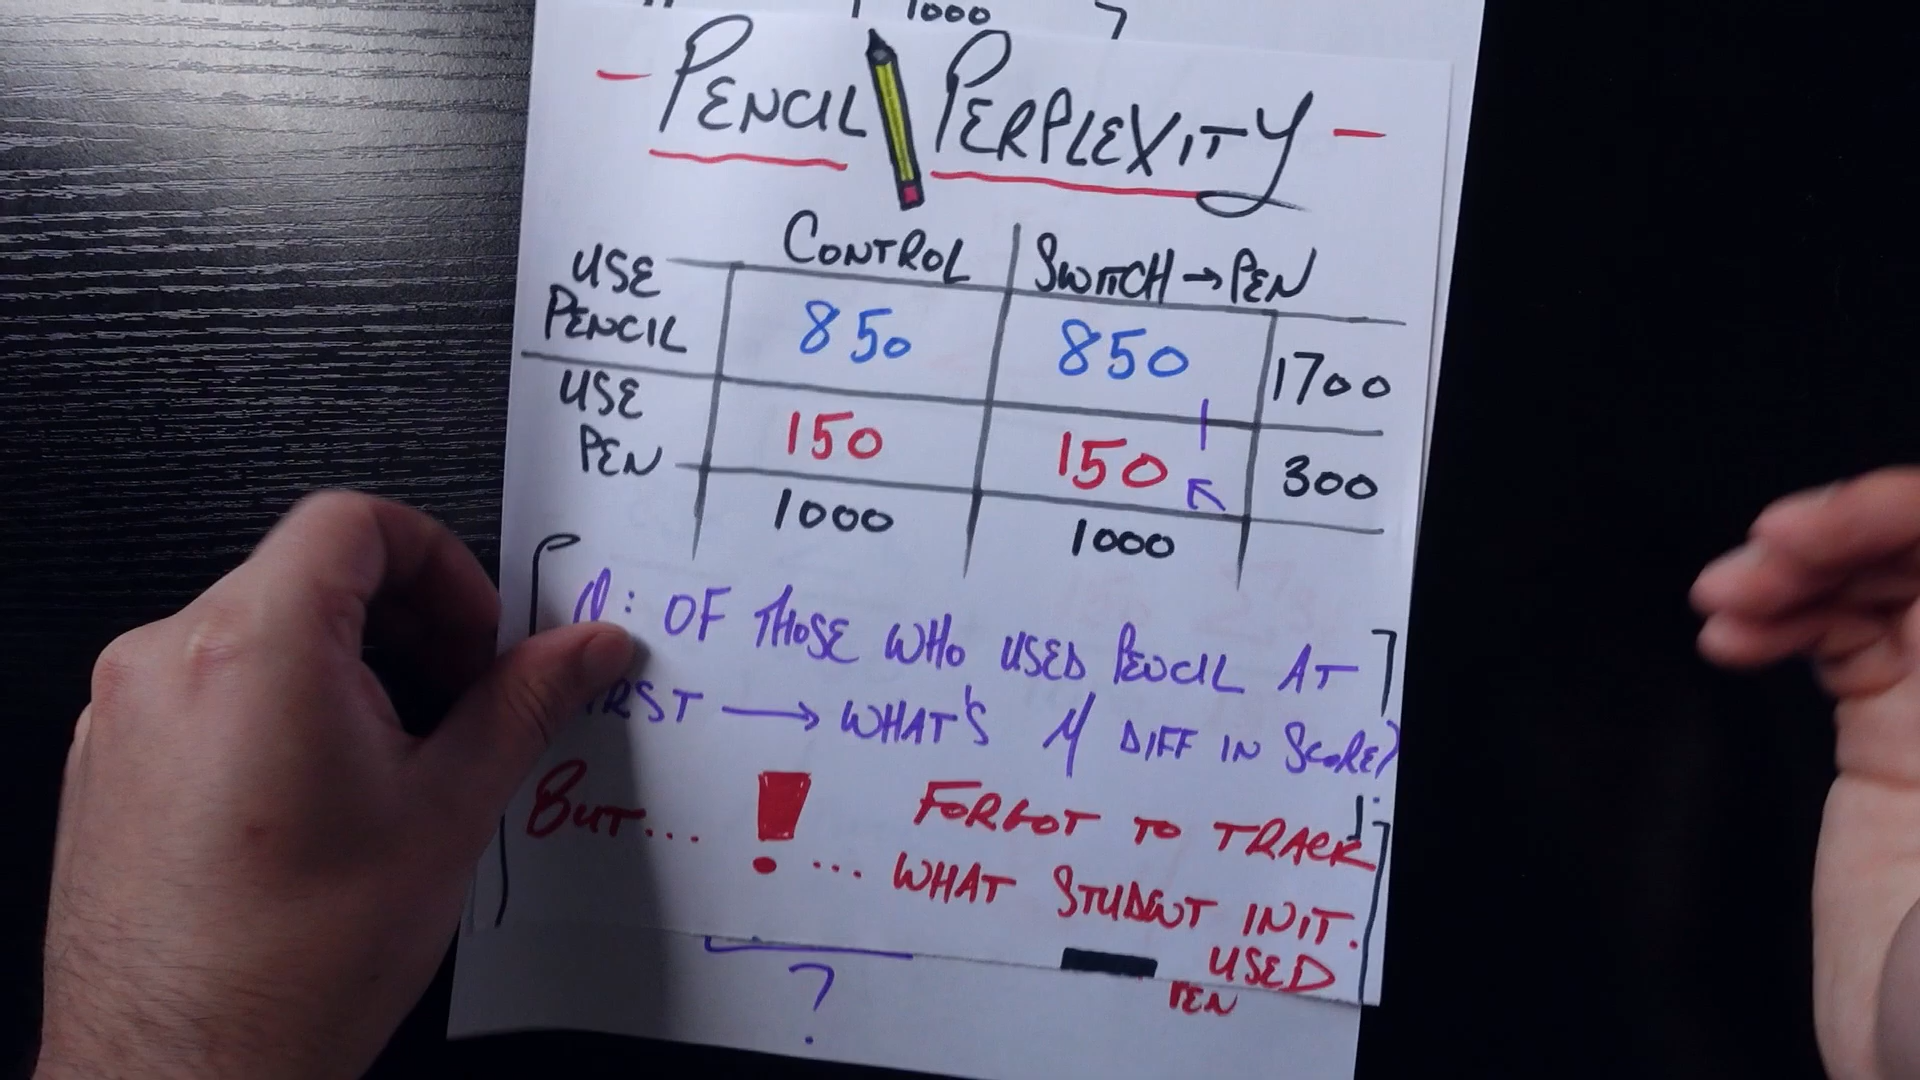 1000
- PENCIL PERPLEXITY -
CONTROL SWITCH → PEN
USE PENCIL 850 850 1700
USE PEN 150 150 300
1000 1000
OF THOSE WHO USED PENCIL AT
RST → WHAT'S DIFF IN SCORE?
BUT... ! ... FORGOT TO TRACK
WHAT STUDENT INIT.
USED
PEN
?